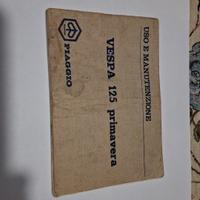 USO E MANUTENZIONE
VESPA 125 primavera
PIAGGIO